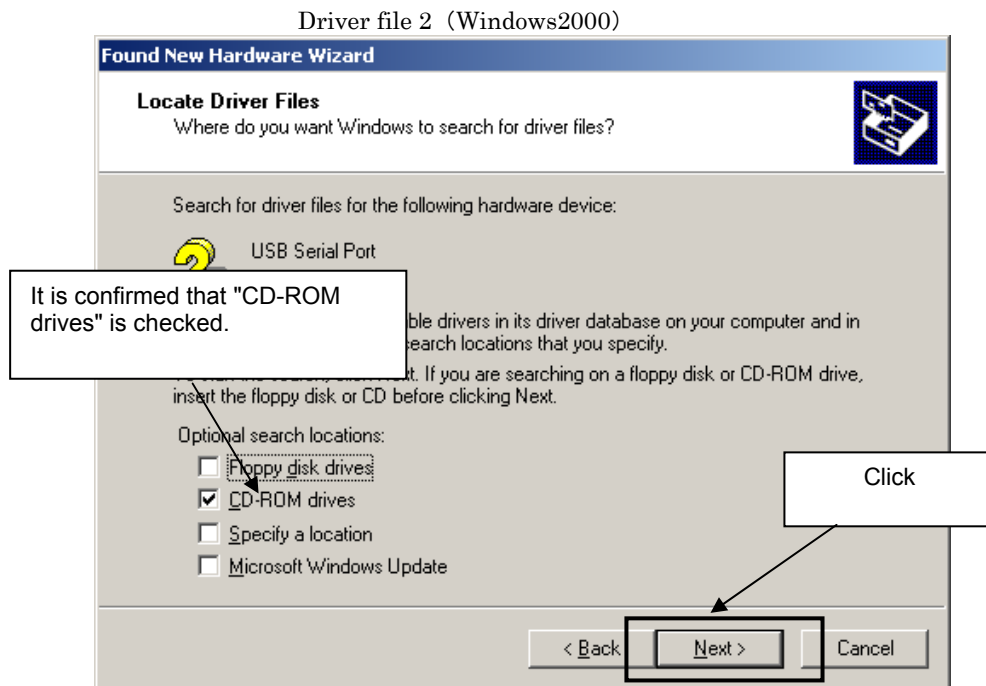 Driver file 2（Windows2000）
Found New Hardware Wizard
Locate Driver Files
Where do you want Windows to search for driver files?
Search for driver files for the following hardware device:
USB Serial Port
It is confirmed that "CD-ROM
drives" is checked.
ble drivers in its driver database on your computer and in
search locations that you specify.
If you are searching on a floppy disk or CD-ROM drive,
insert the floppy disk or CD before clicking Next.
Optional search locations:
Floppy disk drives
CD-ROM drives
Specify a location
Microsoft Windows Update
Click
< Back
Next >
Cancel